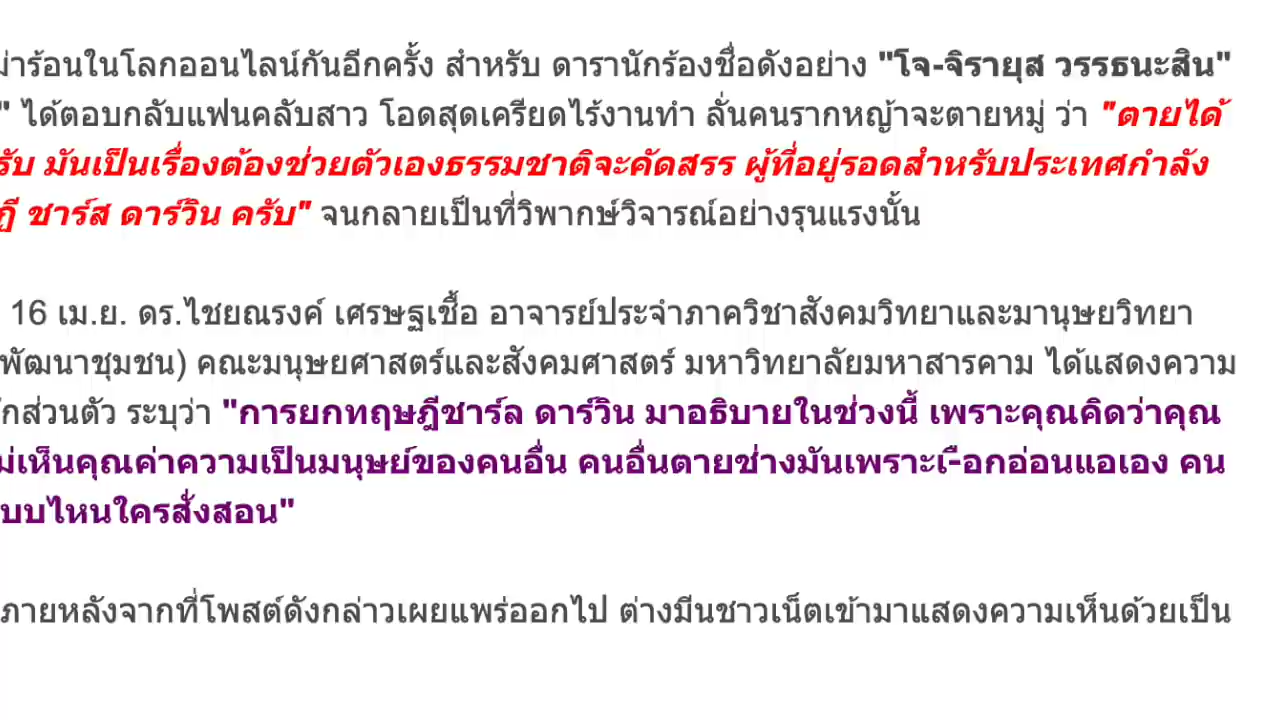 ม่าร้อนในโลกออนไลน์กันอีกครั้ง สำหรับ ดารานักร้องชื่อดังอย่าง "โจ-จิรายุส วรรธนะสิน"
" ได้ตอบกลับแฟนคลับสาว โอดสุดเครียดไร้งานทำ ลั่นคนรากหญ้าจะตายหมู่ ว่า "ตายได้
รับ มันเป็นเรื่องต้องช่วยตัวเองธรรมชาติจะคัดสรร ผู้ที่อยู่รอดสำหรับประเทศกำลัง
ฎี ชาร์ส ดาร์วิน ครับ" จนกลายเป็นที่วิพากษ์วิจารณ์อย่างรุนแรงนั้น
16 เม.ย. ดร.ไชยณรงค์ เศรษฐเชื้อ อาจารย์ประจำภาควิชาสังคมวิทยาและมานุษยวิทยา
พัฒนาชุมชน) คณะมนุษยศาสตร์และสังคมศาสตร์ มหาวิทยาลัยมหาสารคาม ได้แสดงความ
ักส่วนตัว ระบุว่า "การยกทฤษฎีชาร์ล ดาร์วิน มาอธิบายในช่วงนี้ เพราะคุณคิดว่าคุณ
ม่เห็นคุณค่าความเป็นมนุษย์ของคนอื่น คนอื่นตายช่างมันเพราะเ-ือกอ่อนแอเอง คน
บบไหนใครสั่งสอน"
ภายหลังจากที่โพสต์ดังกล่าวเผยแพร่ออกไป ต่างมีนชาวเน็ตเข้ามาแสดงความเห็นด้วยเป็น